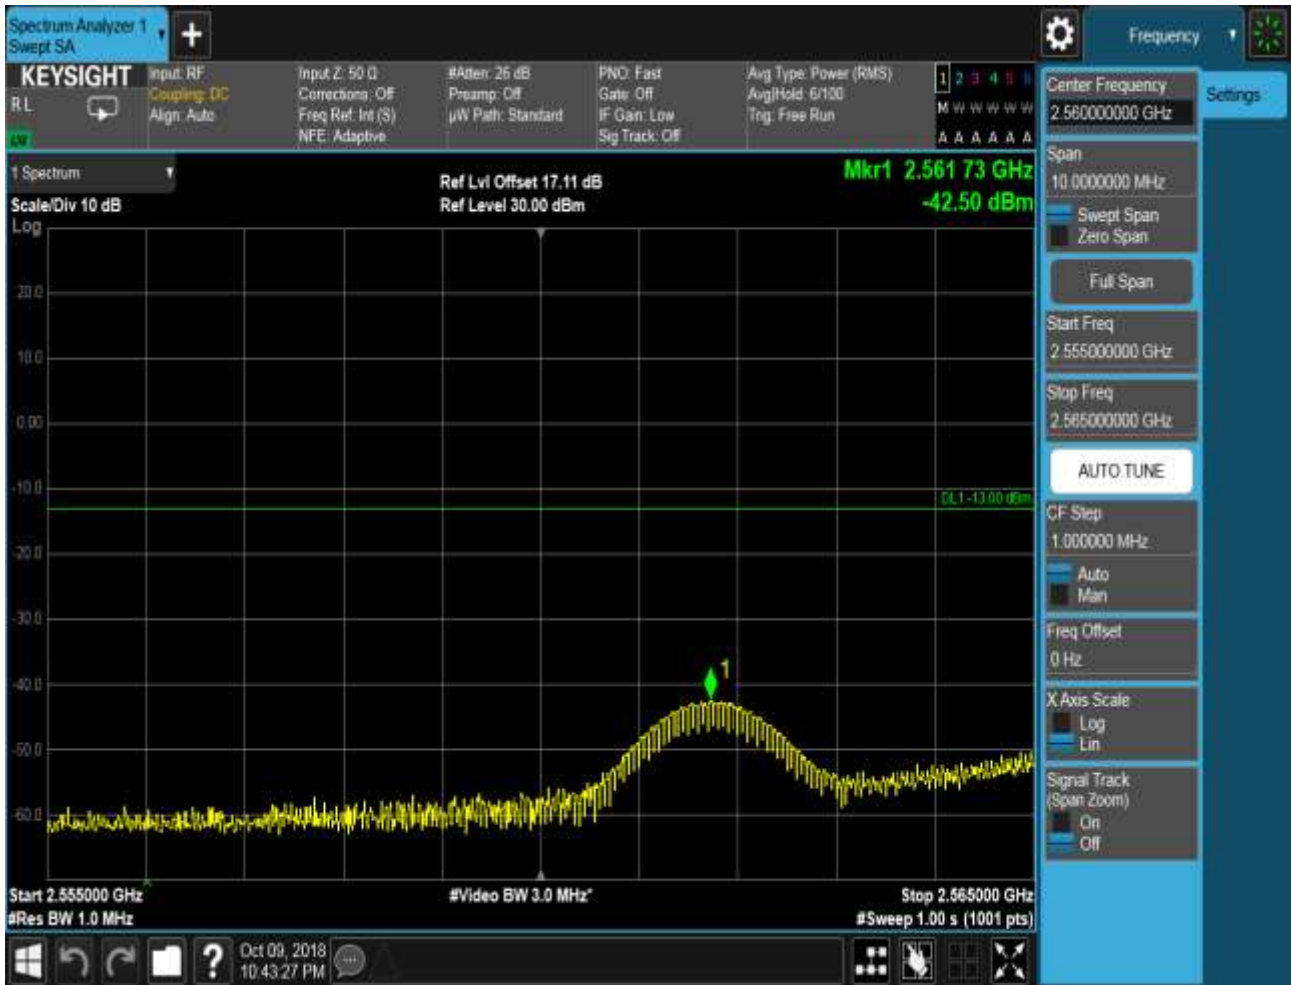 Spectrum Analyzer 1
Swept SA
Frequency
KEYSIGHT
RL
LXI
Input: RF
Coupling: DC
Align: Auto
Input Z: 50 Ω
Corrections: Off
Freq Ref: Int (S)
NFE: Adaptive
#Atten: 26 dB
Preamp: Off
µW Path: Standard
PNO: Fast
Gate: Off
IF Gain: Low
Sig Track: Off
Avg Type: Power (RMS)
Avg|Hold: 6/100
Trig: Free Run
1 2 3 4 5 6
M W W W W W
A A A A A A
1 Spectrum
Scale/Div 10 dB
Ref Lvl Offset 17.11 dB
Ref Level 30.00 dBm
Mkr1 2.561 73 GHz
-42.50 dBm
Log
20.0
10.0
0.00
-10.0
DL1 -13.00 dBm
-20.0
-30.0
1
-40.0
-50.0
-60.0
Start 2.555000 GHz
#Res BW 1.0 MHz
#Video BW 3.0 MHz*
Stop 2.565000 GHz
#Sweep 1.00 s (1001 pts)
Center Frequency
2.560000000 GHz
Settings
Span
10.0000000 MHz
Swept Span
Zero Span
Full Span
Start Freq
2.555000000 GHz
Stop Freq
2.565000000 GHz
AUTO TUNE
CF Step
1.000000 MHz
Auto
Man
Freq Offset
0 Hz
X Axis Scale
Log
Lin
Signal Track
(Span Zoom)
On
Off
?
Oct 09, 2018
10:43:27 PM